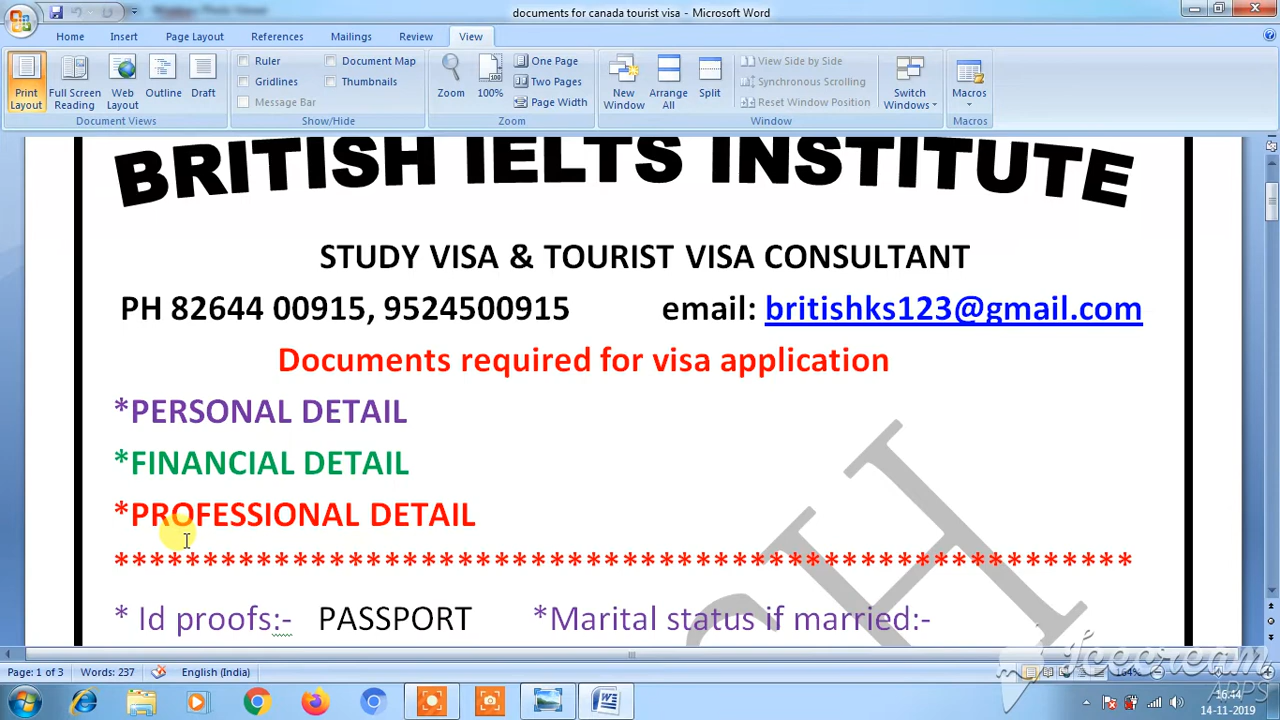 documents for canada tourist visa - Microsoft Word
Home Insert Page Layout References Mailings Review View
Print Layout
Full Screen Reading
Web Layout
Outline
Draft
Document Views
Ruler
Gridlines
Message Bar
Document Map
Thumbnails
Show/Hide
Zoom
100%
One Page
Two Pages
Page Width
Zoom
New Window
Arrange All
Split
View Side by Side
Synchronous Scrolling
Reset Window Position
Switch Windows
Window
Macros
Macros
BRITISH IELTS INSTITUTE
STUDY VISA & TOURIST VISA CONSULTANT
PH 82644 00915, 9524500915 email: britishks123@gmail.com
Documents required for visa application
*PERSONAL DETAIL
*FINANCIAL DETAIL
*PROFESSIONAL DETAIL
*********************************************************
* Id proofs:- PASSPORT *Marital status if married:-
Page: 1 of 3 Words: 237 English (India) 164%
Icecream
APPS
16:44
14-11-2019